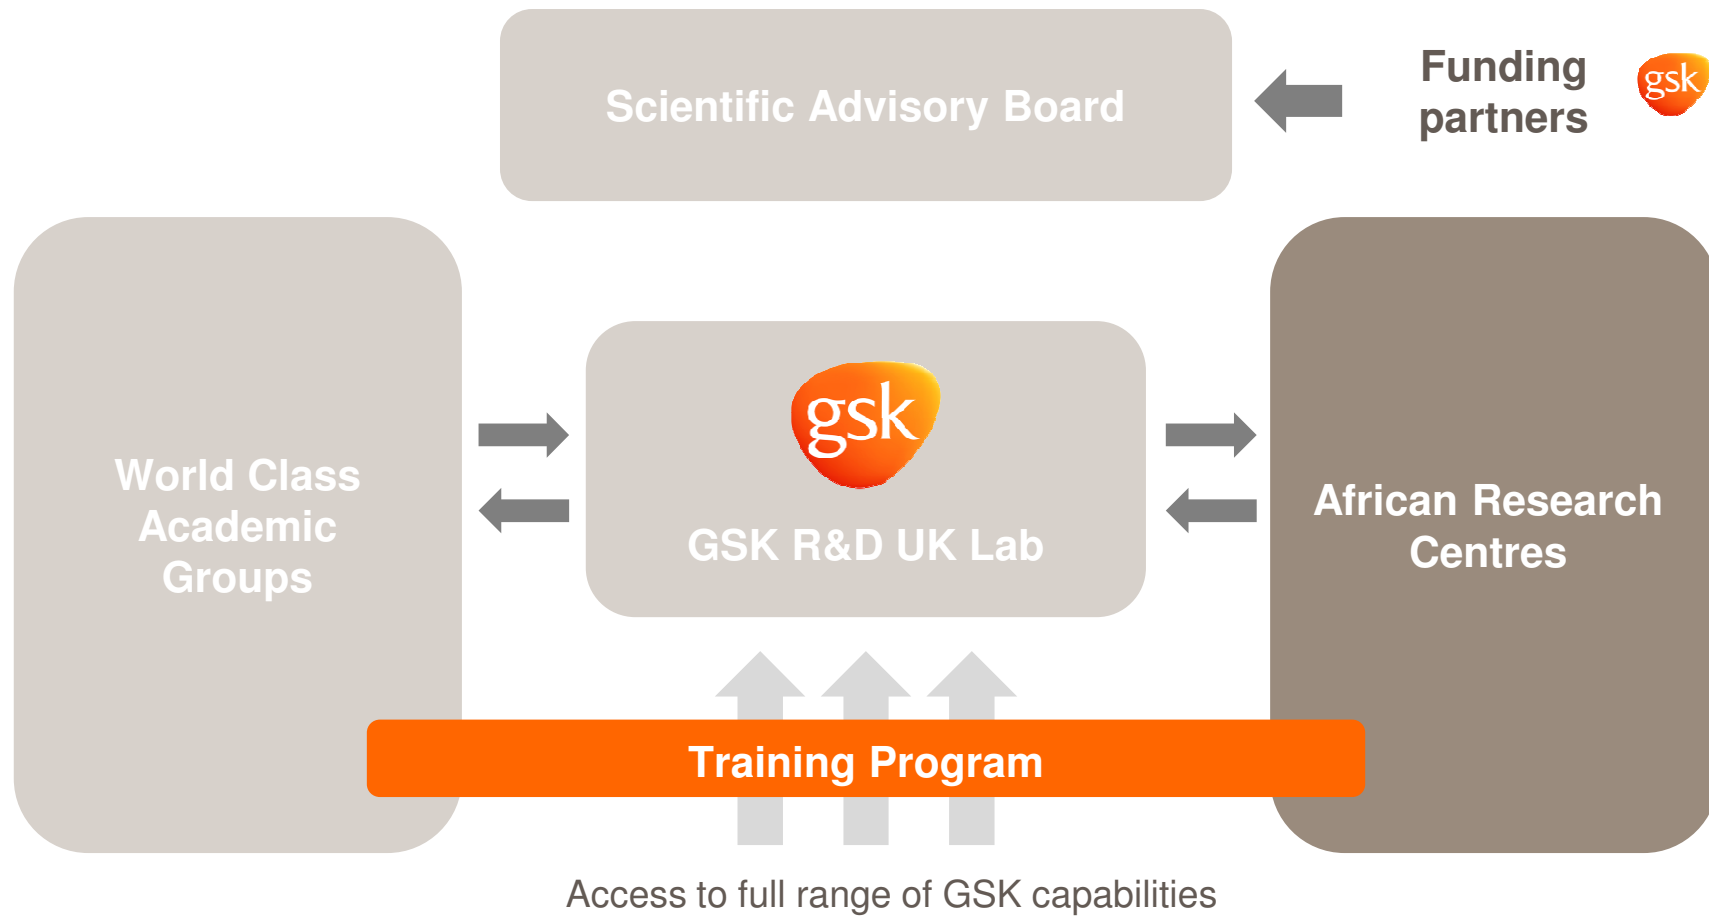 Scientific Advisory Board
Funding
partners
gsk
gsk
World Class
Academic
Groups
GSK R&D UK Lab
African Research
Centres
Training Program
Access to full range of GSK capabilities